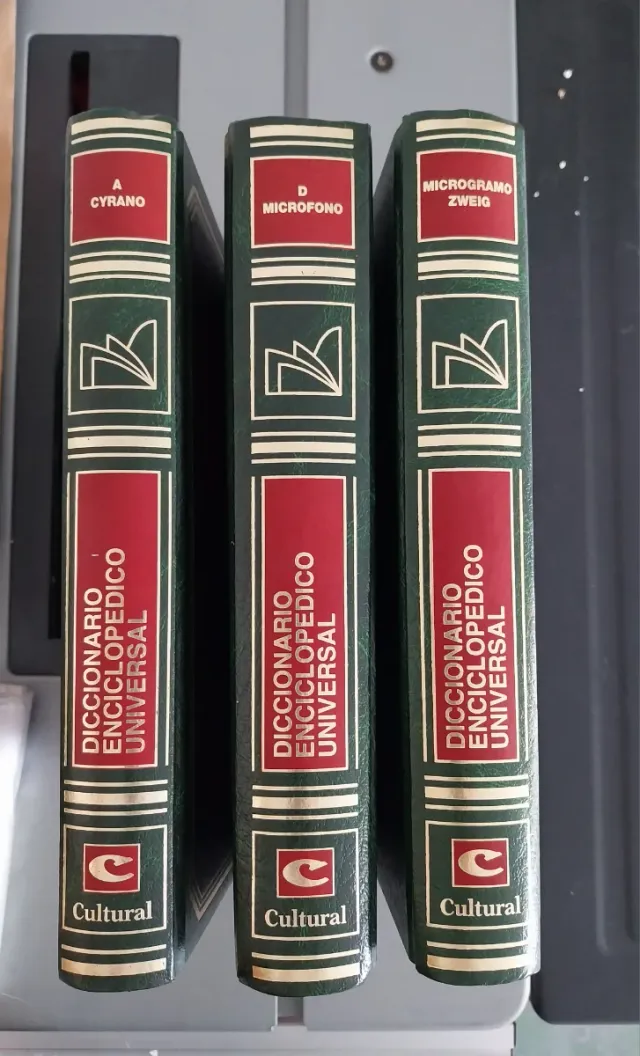 A
CYRANO
DICCIONARIO
ENCICLOPEDICO
UNIVERSAL
Cultural
D
MICROFONO
DICCIONARIO
ENCICLOPEDICO
UNIVERSAL
Cultural
MICROGRAMO
ZWEIG
DICCIONARIO
ENCICLOPEDICO
UNIVERSAL
Cultural